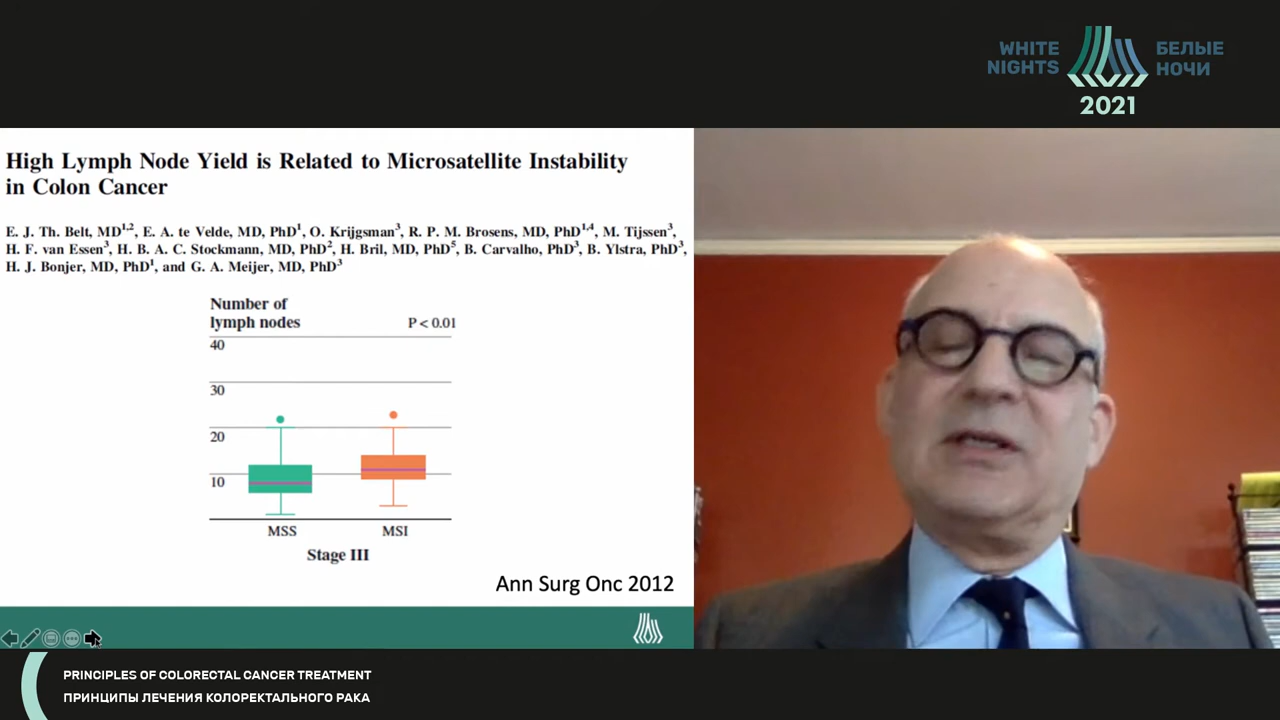 WHITE
NIGHTS
БЕЛЫЕ
НОЧИ
2021
High Lymph Node Yield is Related to Microsatellite Instability
in Colon Cancer
E. J. Th. Belt, MD1,2, E. A. te Velde, MD, PhD1, O. Krijgsman3, R. P. M. Brosens, MD, PhD1,4, M. Tijssen3,
H. F. van Essen3, H. B. A. C. Stockmann, MD, PhD2, H. Bril, MD, PhD5, B. Carvalho, PhD3, B. Ylstra, PhD3,
H. J. Bonjer, MD, PhD1, and G. A. Meijer, MD, PhD3
Number of
lymph nodes
P < 0.01
40
30
20
10
MSS MSI
Stage III
Ann Surg Onc 2012
PRINCIPLES OF COLORECTAL CANCER TREATMENT
ПРИНЦИПЫ ЛЕЧЕНИЯ КОЛОРЕКТАЛЬНОГО РАКА